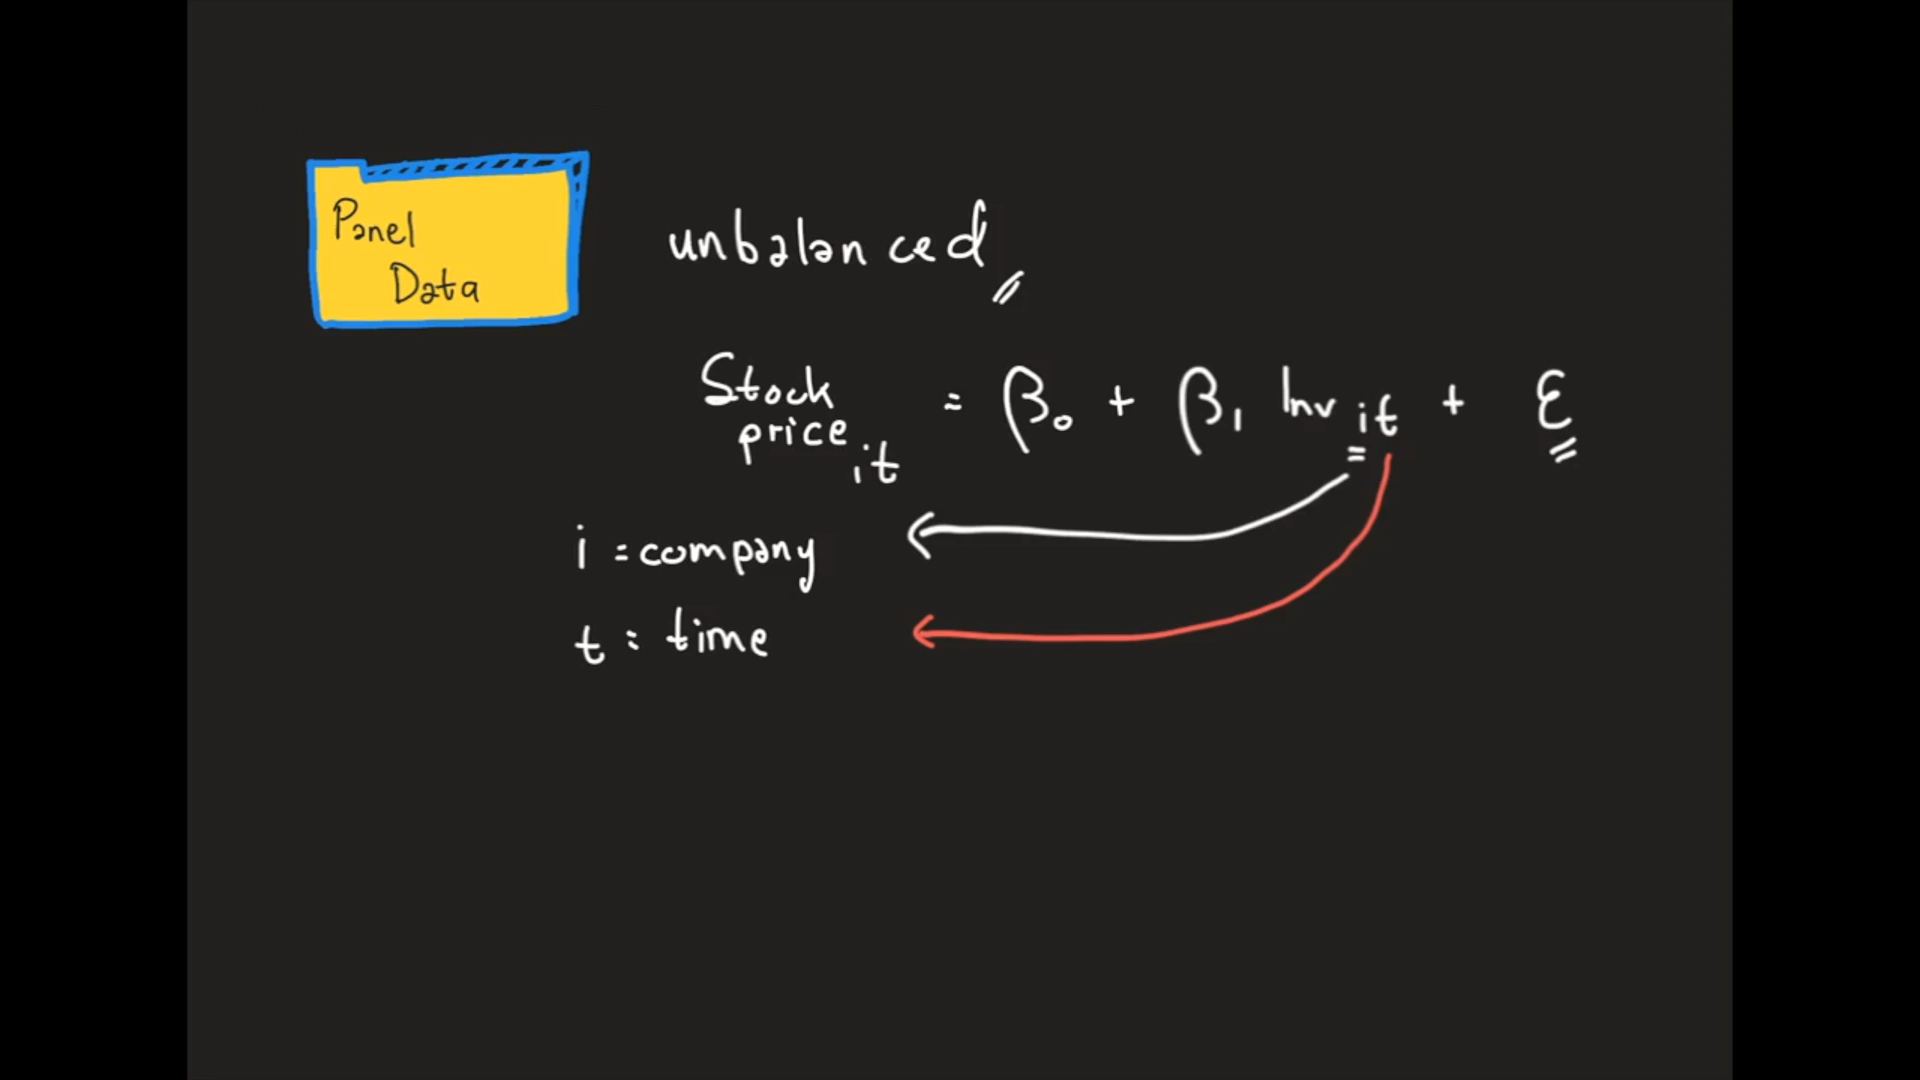 Panel
Data
unbalanced
Stock price it = β₀ + β₁ Inv it + ε
i = company
t = time